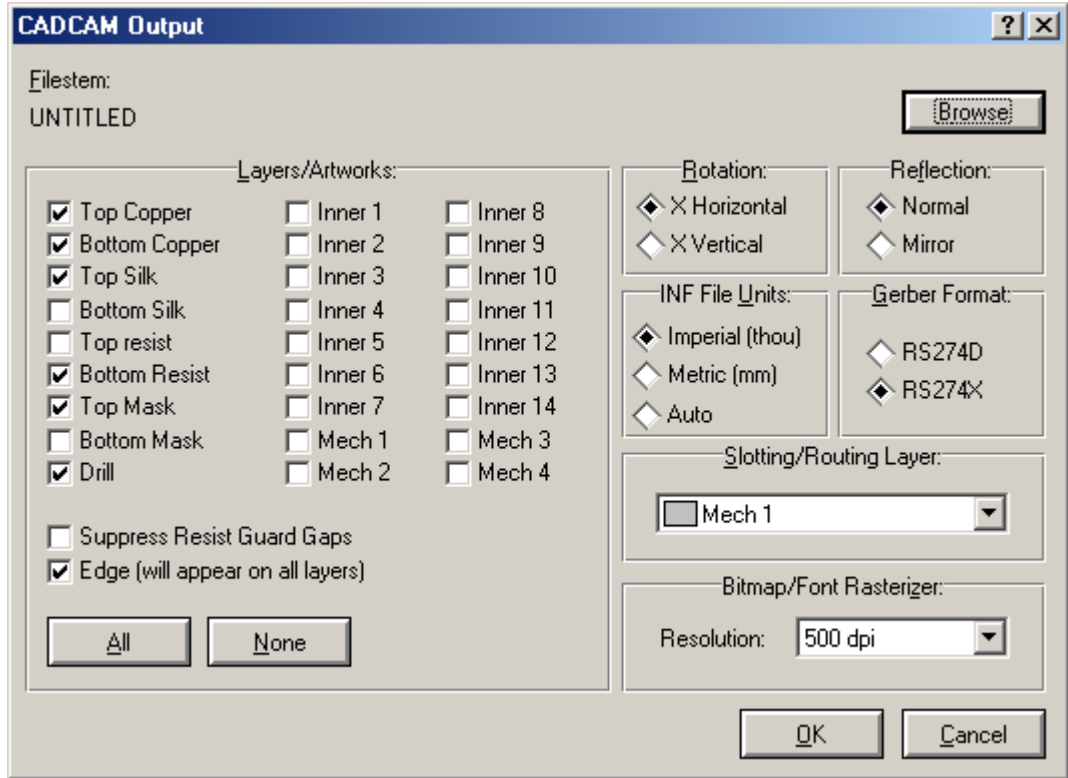 CADCAM Output
Filestem:
UNTITLED
Browse
Layers/Artworks:
Top Copper
Bottom Copper
Top Silk
Bottom Silk
Top resist
Bottom Resist
Top Mask
Bottom Mask
Drill
Inner 1
Inner 2
Inner 3
Inner 4
Inner 5
Inner 6
Inner 7
Mech 1
Mech 2
Inner 8
Inner 9
Inner 10
Inner 11
Inner 12
Inner 13
Inner 14
Mech 3
Mech 4
Suppress Resist Guard Gaps
Edge (will appear on all layers)
All
None
Rotation:
X Horizontal
X Vertical
Reflection:
Normal
Mirror
INF File Units:
Imperial (thou)
Metric (mm)
Auto
Gerber Format:
RS274D
RS274X
Slotting/Routing Layer:
Mech 1
Bitmap/Font Rasterizer:
Resolution:
500 dpi
OK
Cancel